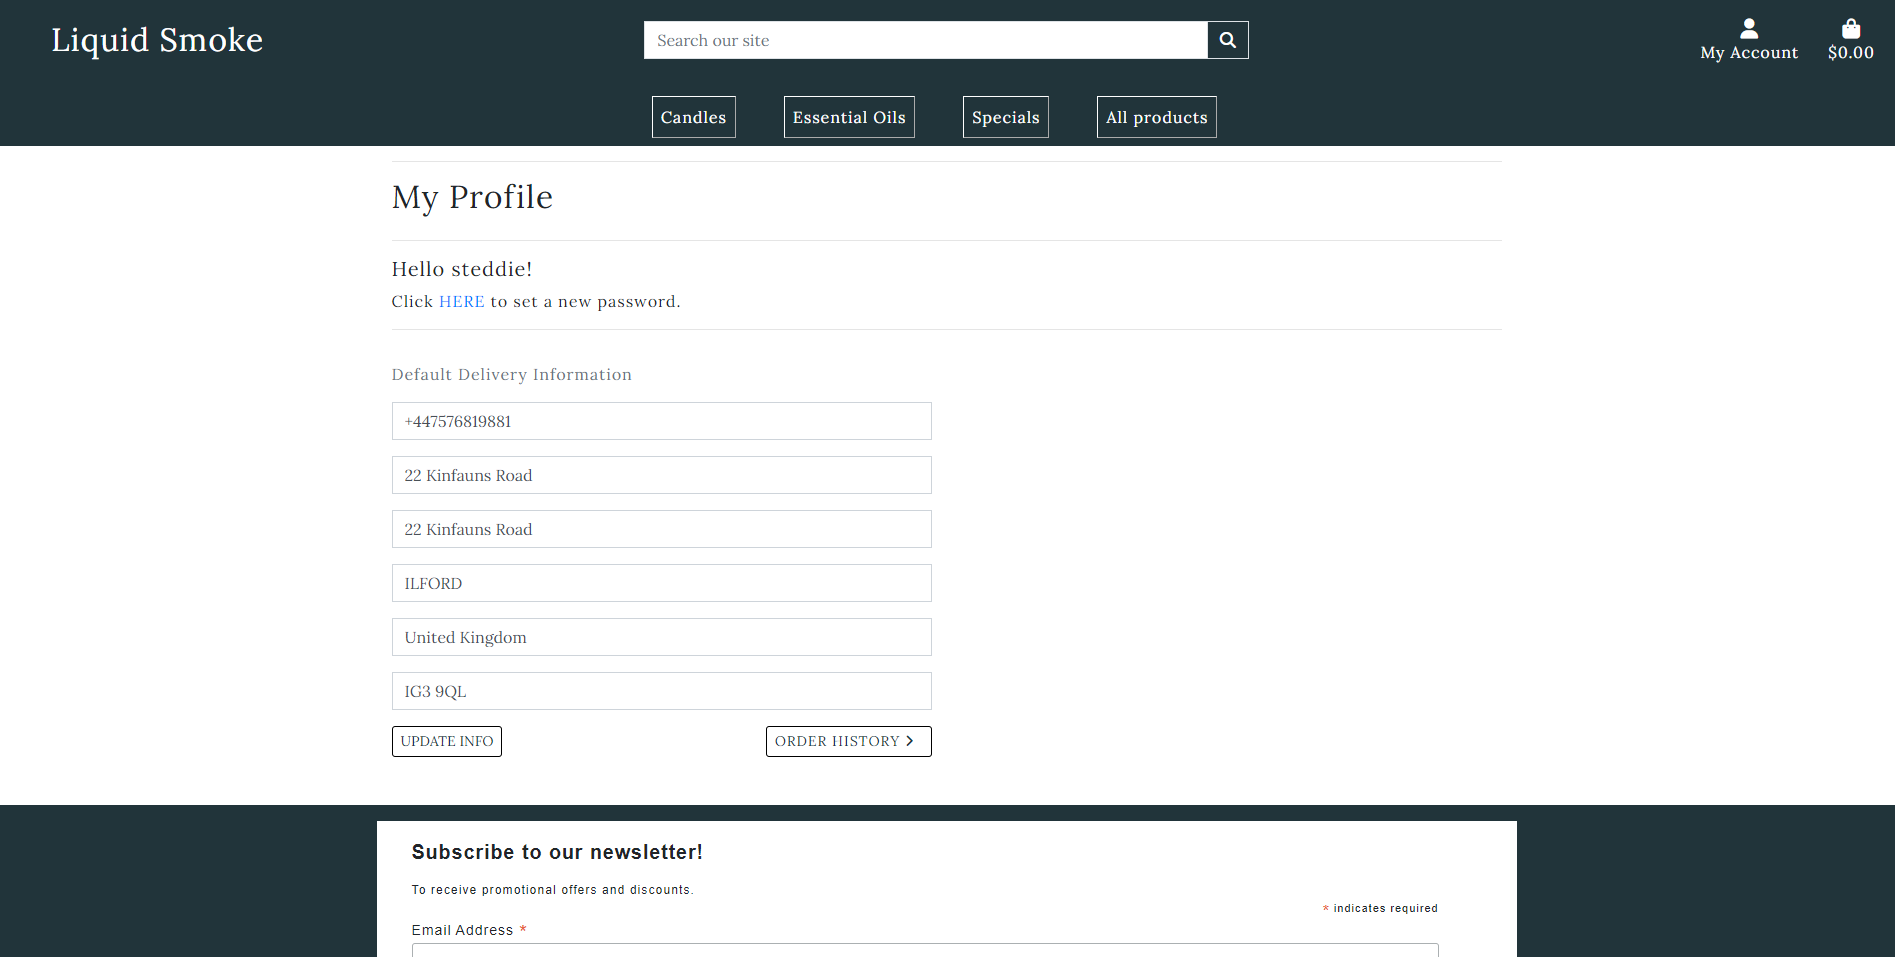 Liquid Smoke
Search our site
My Account
$0.00
Candles
Essential Oils
Specials
All products
My Profile
Hello steddie!
Click HERE to set a new password.
Default Delivery Information
+447576819881
22 Kinfauns Road
22 Kinfauns Road
ILFORD
United Kingdom
IG3 9QL
UPDATE INFO
ORDER HISTORY
Subscribe to our newsletter!
To receive promotional offers and discounts.
* indicates required
Email Address *